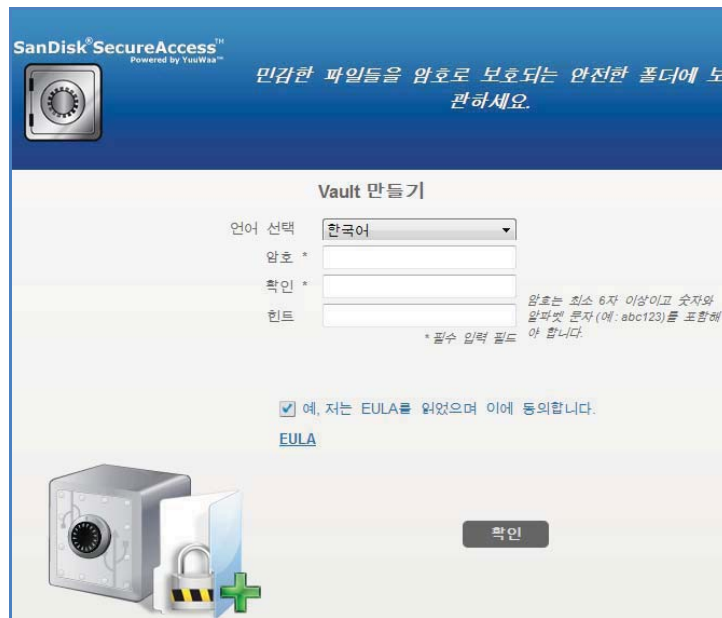 SanDisk®SecureAccess™
Powered by YuuWaa™
민감한 파일들을 암호로 보호되는 안전한 폴더에 보
관하세요.
Vault 만들기
언어 선택 한국어
암호 *
확인 *
힌트
암호는 최소 6자 이상이고 숫자와
알파벳 문자(예: abc123)를 포함해
야 합니다.
* 필수 입력 필드
예, 저는 EULA를 읽었으며 이에 동의합니다.
EULA
확인